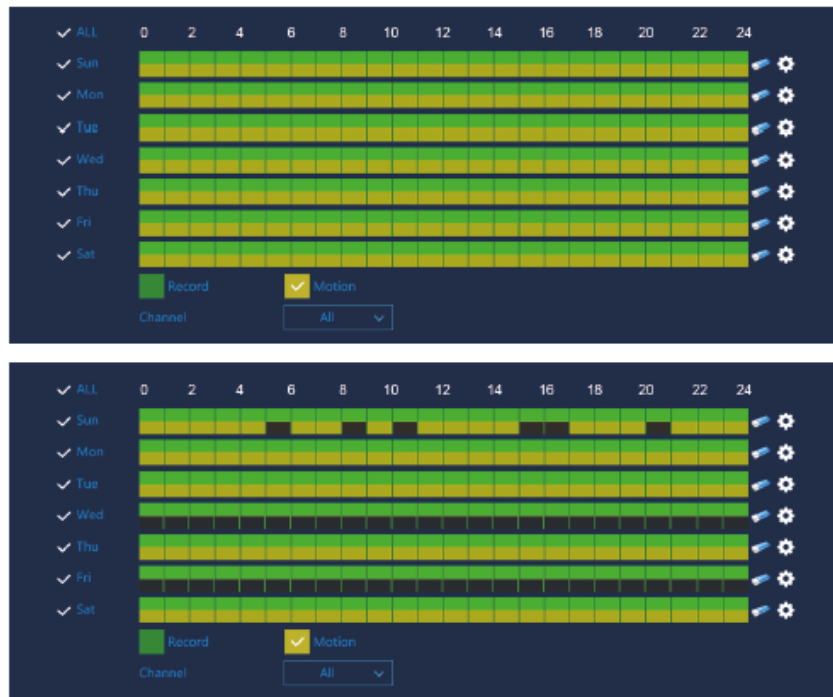 ALL 0 2 4 6 8 10 12 14 16 18 20 22 24
Sun
Mon
Tue
Wed
Thu
Fri
Sat
Record Motion
Channel All
ALL 0 2 4 6 8 10 12 14 16 18 20 22 24
Sun
Mon
Tue
Wed
Thu
Fri
Sat
Record Motion
Channel All